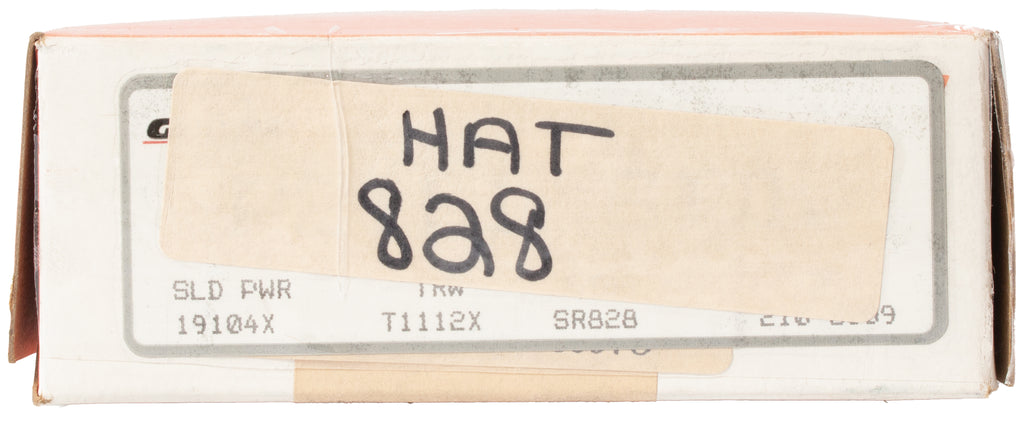 HAT
828
SLD PWR TRW
19104X T1112X SR828